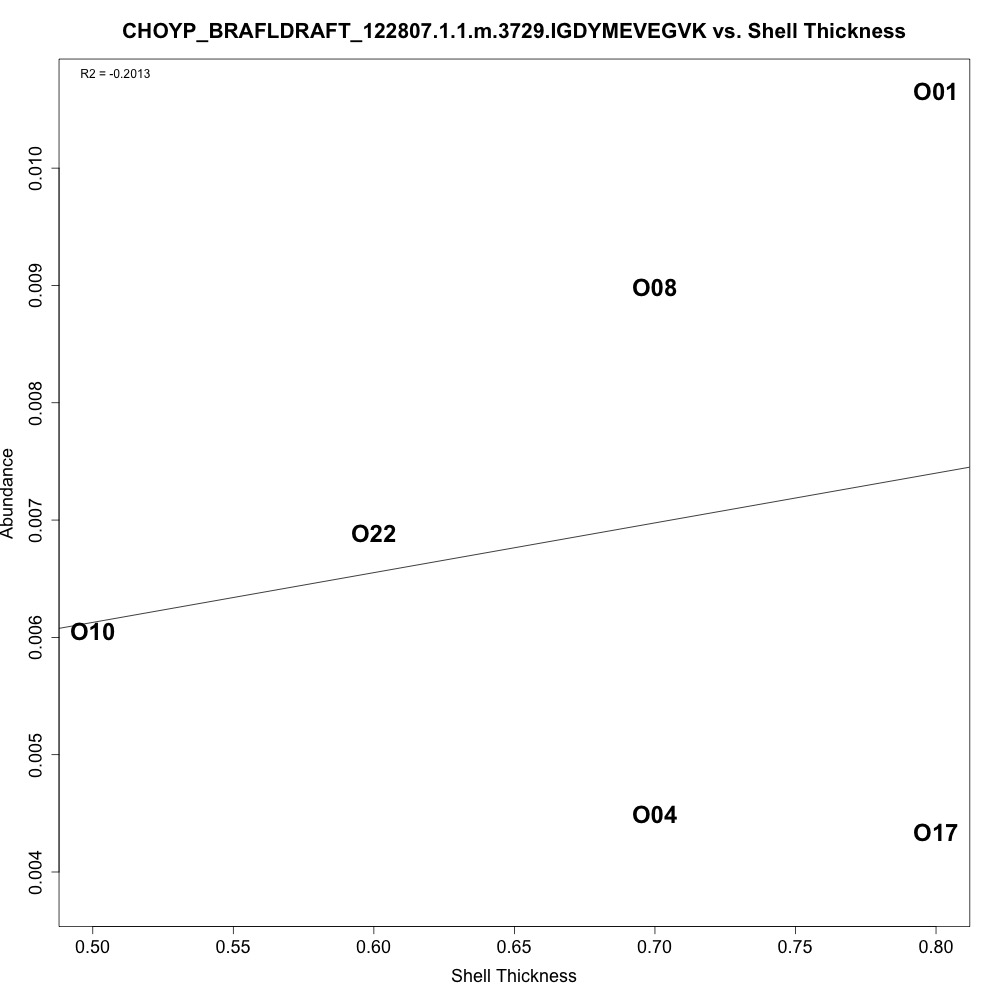 CHOYP_BRAFLDRAFT_122807.1.1.m.3729.IGDYMEVEGVK vs. Shell Thickness
R2 = -0.2013
O01
0.010
0.009
O08
0.008
Abundance
0.007
O22
0.006
O10
0.005
O04
O17
0.004
0.50 0.55 0.60 0.65 0.70 0.75 0.80
Shell Thickness